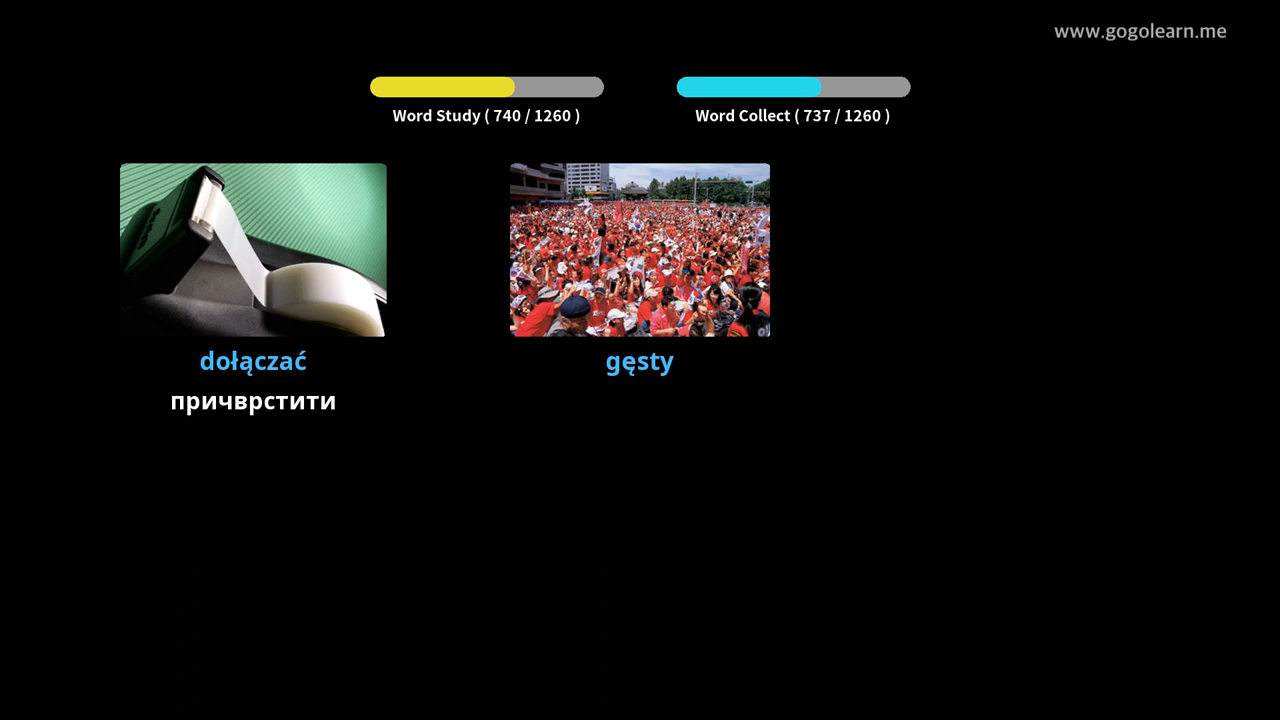 www.gogolearn.me
Word Study ( 740 / 1260 )
Word Collect ( 737 / 1260 )
dołączać
gęsty
причврстити